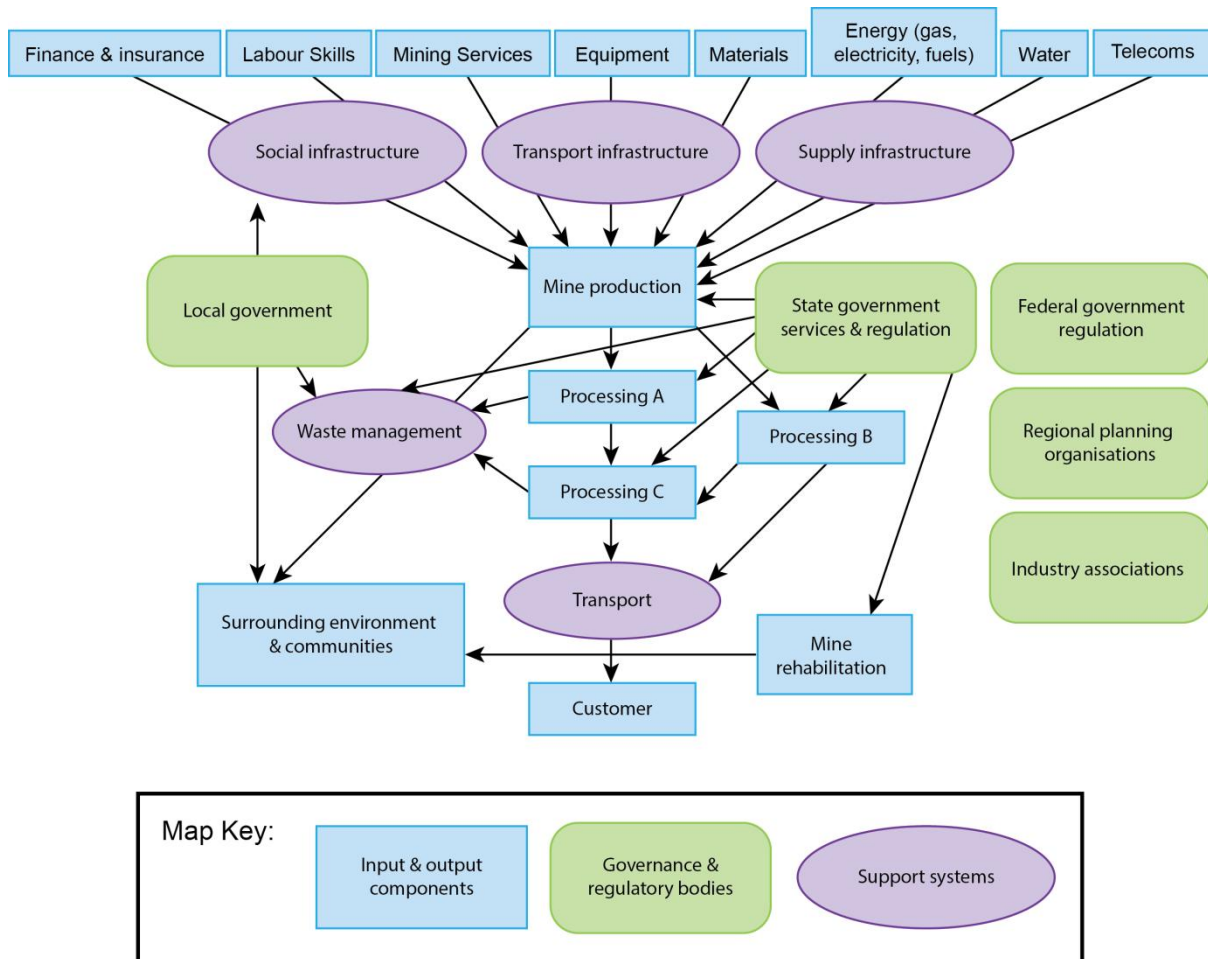 Finance & insurance
Labour Skills
Mining Services
Equipment
Materials
Energy (gas,
electricity, fuels)
Water
Telecoms
Social infrastructure
Transport infrastructure
Supply infrastructure
Local government
Mine production
State government
services & regulation
Federal government
regulation
Processing A
Waste management
Processing B
Regional planning
organisations
Processing C
Industry associations
Transport
Surrounding environment
& communities
Mine
rehabilitation
Customer
Map Key:
Input & output
components
Governance &
regulatory bodies
Support systems